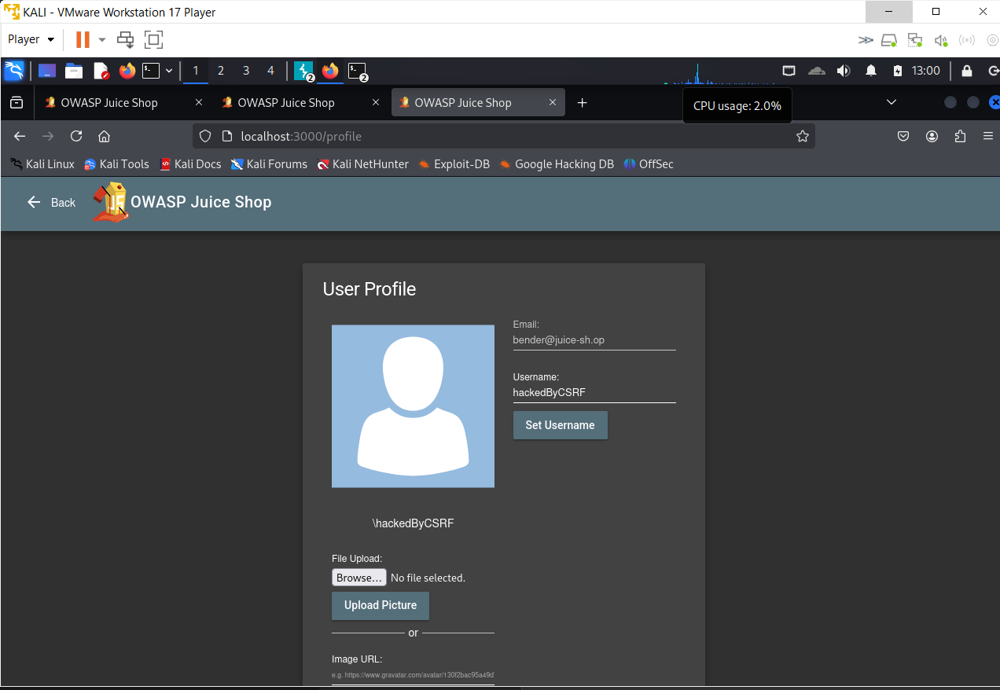 KALI - VMware Workstation 17 Player
Player
1 2 3 4 2 2 13:00
OWASP Juice Shop OWASP Juice Shop OWASP Juice Shop
CPU usage: 2.0%
localhost:3000/profile
Kali Linux Kali Tools Kali Docs Kali Forums Kali NetHunter Exploit-DB Google Hacking DB OffSec
Back OWASP Juice Shop
User Profile
Email:
bender@juice-sh.op
Username:
hackedByCSRF
Set Username
\hackedByCSRF
File Upload:
Browse... No file selected.
Upload Picture
or
Image URL:
e.g. https://www.gravatar.com/avatar/130f2bac95a49d